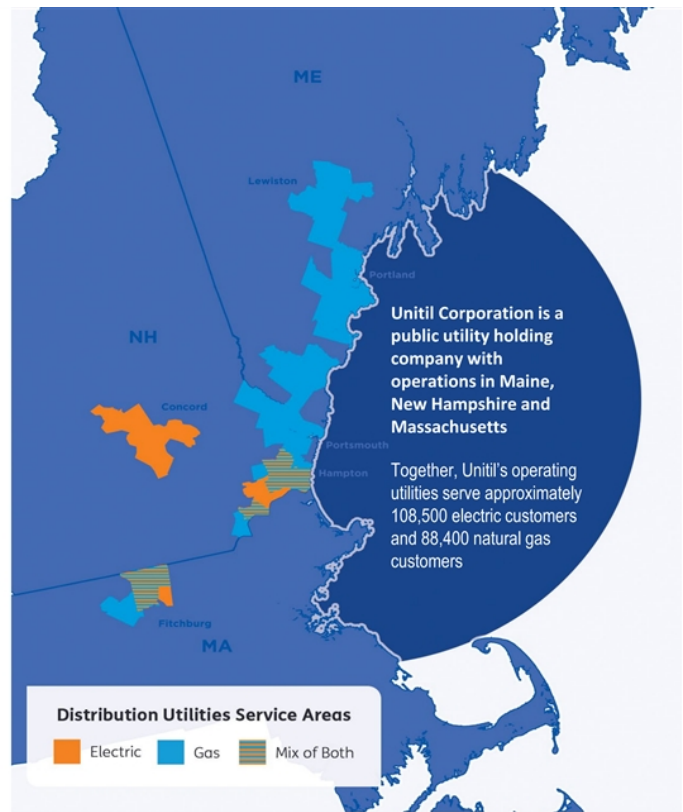 ME
Lewiston
Portland
Unitil Corporation is a
public utility holding
company with
operations in Maine,
New Hampshire and
Massachusetts
NH
Concord
Portsmouth
Hampton
Together, Unitil's operating
utilities serve approximately
108,500 electric customers
and 88,400 natural gas
customers
Fitchburg
MA
Distribution Utilities Service Areas
Electric
Gas
Mix of Both